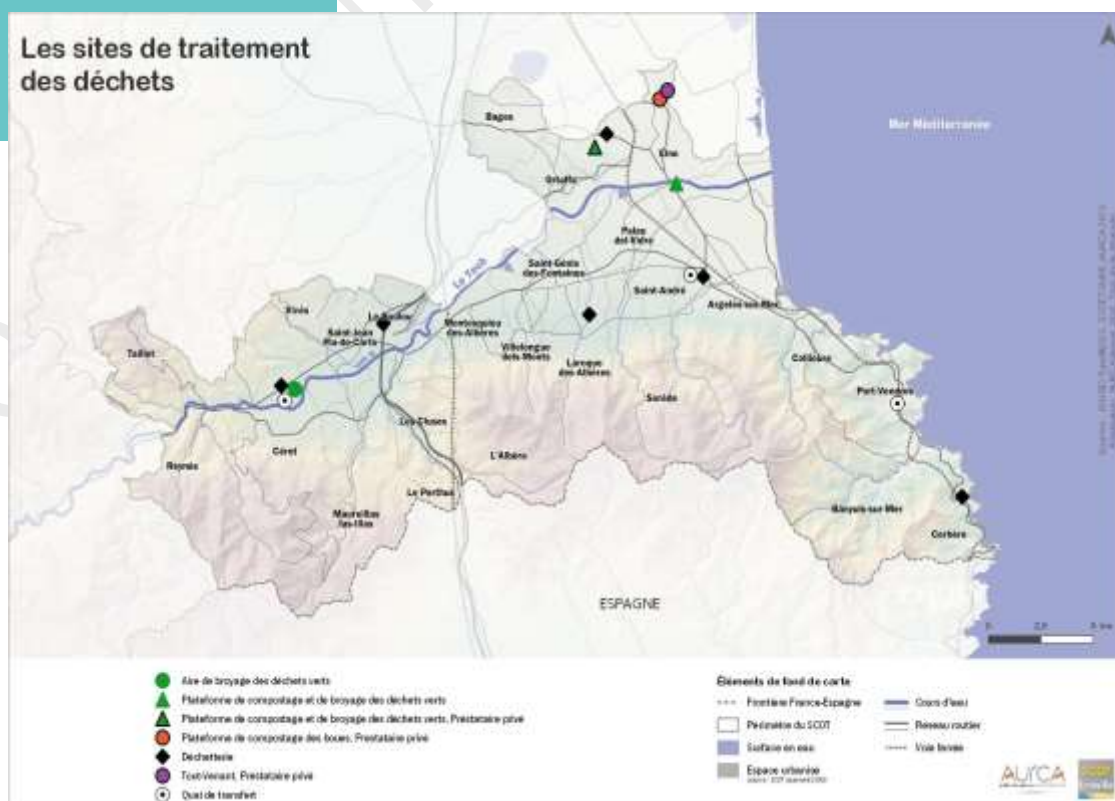 Les sites de traitement
des déchets
Mer Méditerranée
Bages
Elne
Ortaffa
Palau
del-Vidre
Saint-Génis
des-Fontaines
Le Tech
Saint-André
Argelès-sur-Mer
Vivès
Saint-Jean
Pla-de-Corts
Montesquieu
des-Albères
Villelongue
dels-Monts
Laroque
des-Albères
Taillet
Collioure
Port-Vendres
Sorède
Les Cluses
Céret
L'Albère
Reynès
Le Perthus
Maureillas
las-Illas
Banyuls-sur-Mer
Cerbère
ESPAGNE
Aire de broyage des déchets verts
Plateforme de compostage et de broyage des déchets verts
Plateforme de compostage et de broyage des déchets verts, Prestataire privé
Plateforme de compostage des boues, Prestataire privé
Déchetterie
Tout-Venant, Prestataire privé
Quai de transfert
Éléments de fond de carte
Frontière France-Espagne
Périmètre du SCOT
Surface en eau
Espace urbanisé
Cours d'eau
Réseau routier
Voie ferrée
AURCA